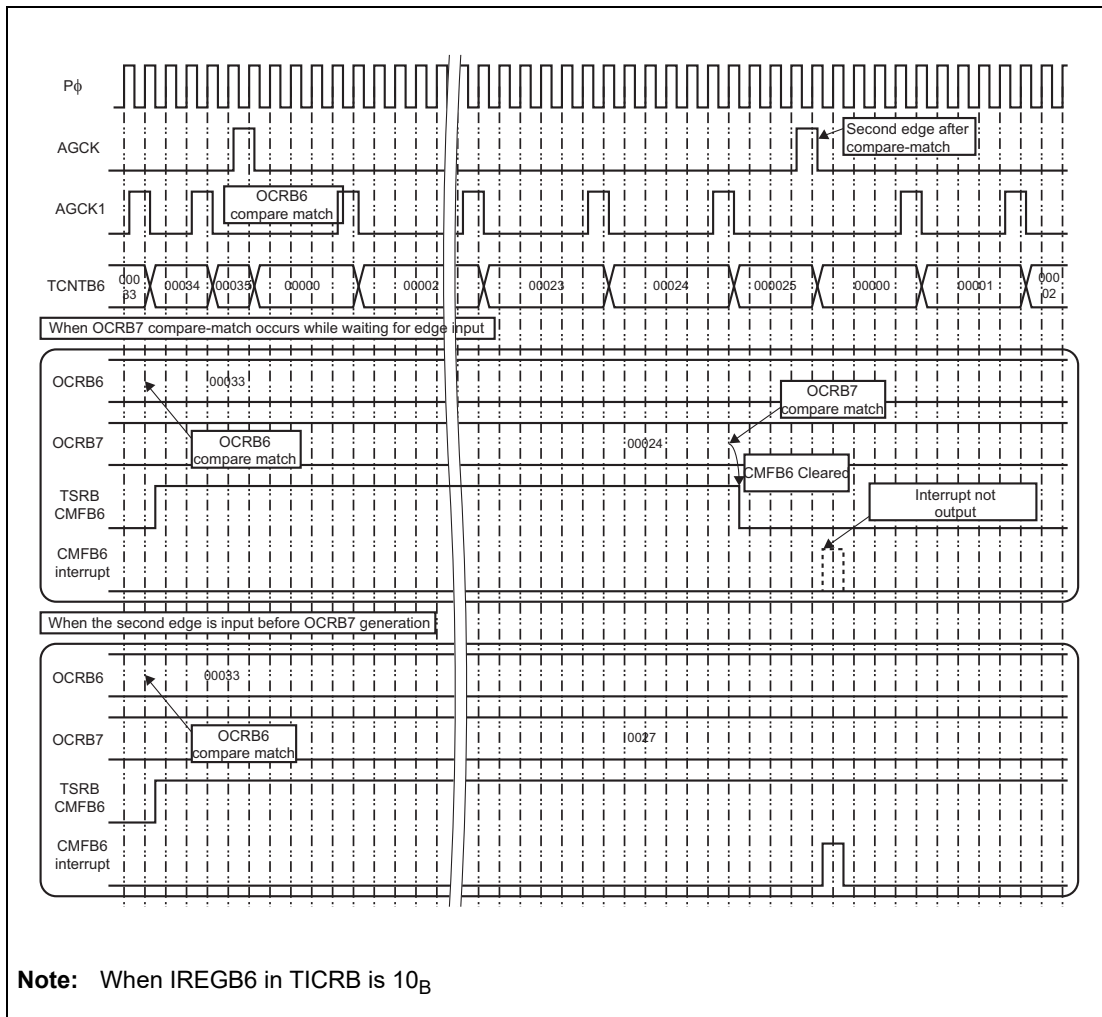 Pϕ
AGCK
Second edge after
compare-match
AGCK1
OCRB6
compare match
TCNTB6
000
33
00034
00035
00000
00002
00023
00024
000025
00000
00001
000
02
When OCRB7 compare-match occurs while waiting for edge input
OCRB6
00033
OCRB7
compare match
OCRB7
OCRB6
compare match
00024
CMFB6 Cleared
TSRB
CMFB6
Interrupt not
output
CMFB6
interrupt
When the second edge is input before OCRB7 generation
OCRB6
00033
OCRB7
OCRB6
compare match
0027
TSRB
CMFB6
CMFB6
interrupt
Note: When IREGB6 in TICRB is 10B